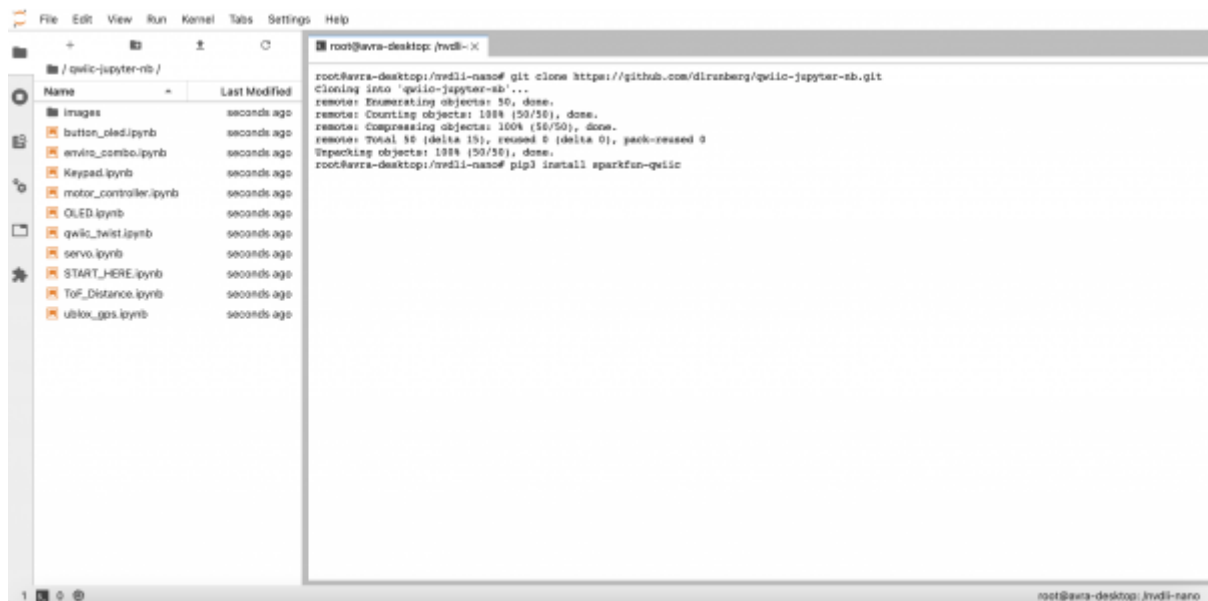 File Edit View Run Kernel Tabs Settings Help
/ qwiic-jupyter-nb /
Name Last Modified
images seconds ago
button_oled.ipynb seconds ago
enviro_combo.ipynb seconds ago
Keypad.ipynb seconds ago
motor_controller.ipynb seconds ago
OLED.ipynb seconds ago
qwiic_twist.ipynb seconds ago
servo.ipynb seconds ago
START_HERE.ipynb seconds ago
ToF_Distance.ipynb seconds ago
ublox_gps.ipynb seconds ago
root@avra-desktop: /nvdli-
root@avra-desktop:/nvdli-nano# git clone https://github.com/dlrunberg/qwiic-jupyter-nb.git
Cloning into 'qwiic-jupyter-nb'...
remote: Enumerating objects: 50, done.
remote: Counting objects: 100% (50/50), done.
remote: Compressing objects: 100% (50/50), done.
remote: Total 50 (delta 15), reused 0 (delta 0), pack-reused 0
Unpacking objects: 100% (50/50), done.
root@avra-desktop:/nvdli-nano# pip3 install sparkfun-qwiic
1 0
root@avra-desktop: /nvdli-nano